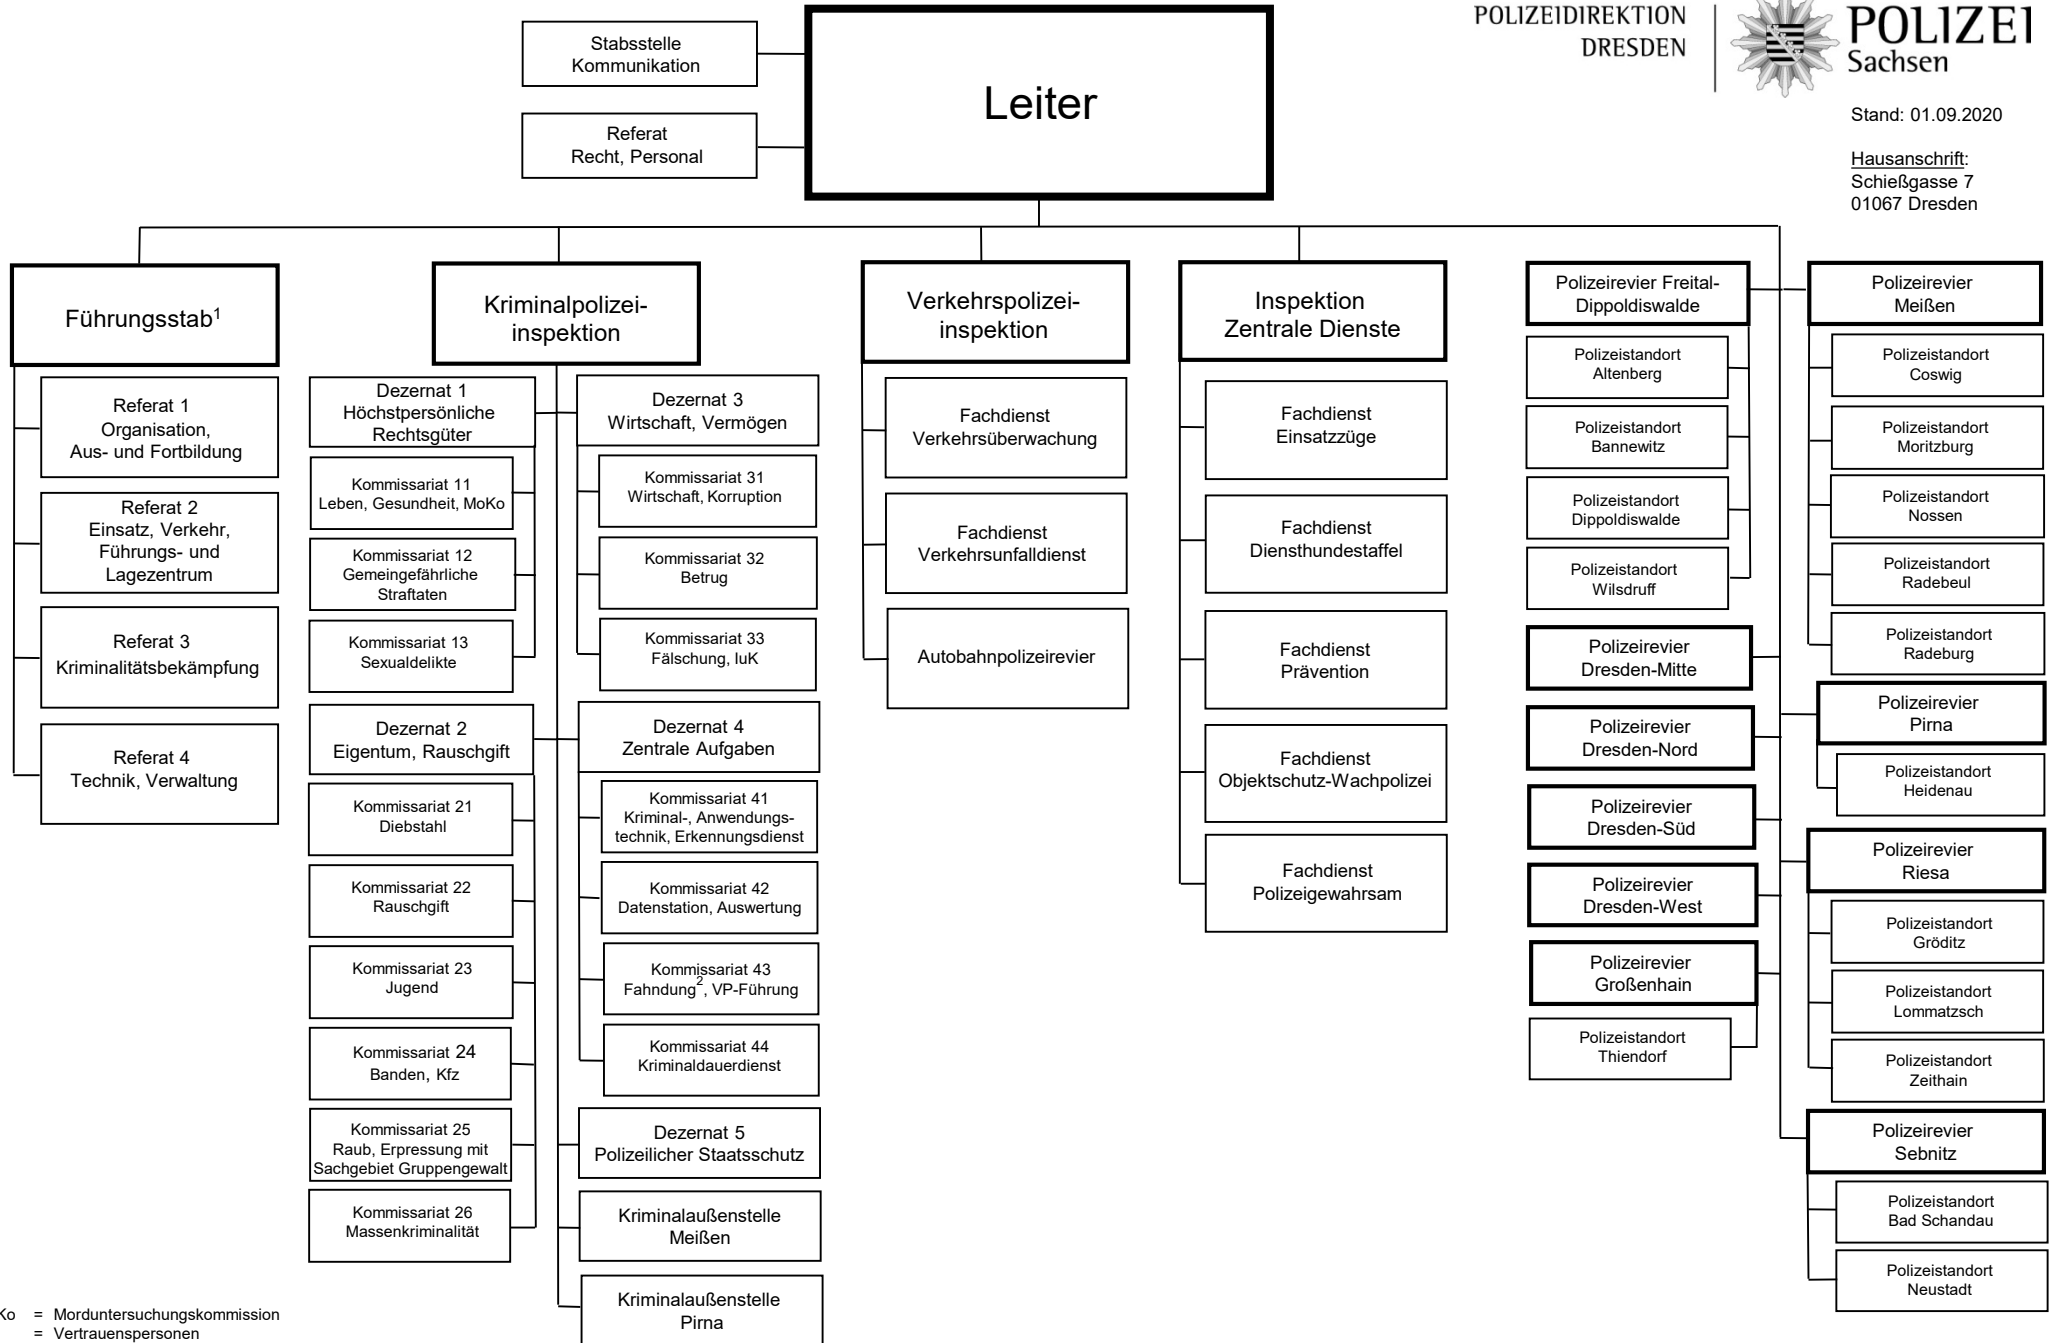 Stabsstelle
Kommunikation
Referat
Recht, Personal
Leiter
POLIZEIDIREKTION
DRESDEN
POLIZEI
Sachsen
Stand: 01.09.2020
Hausanschrift:
Schießgasse 7
01067 Dresden
Führungsstab¹
Referat 1
Organisation,
Aus- und Fortbildung
Referat 2
Einsatz, Verkehr,
Führungs- und
Lagezentrum
Referat 3
Kriminalitätsbekämpfung
Referat 4
Technik, Verwaltung
Kriminalpolizei-
inspektion
Dezernat 1
Höchstpersönliche
Rechtsgüter
Kommissariat 11
Leben, Gesundheit, MoKo
Kommissariat 12
Gemeingefährliche
Straftaten
Kommissariat 13
Sexualdelikte
Dezernat 2
Eigentum, Rauschgift
Kommissariat 21
Diebstahl
Kommissariat 22
Rauschgift
Kommissariat 23
Jugend
Kommissariat 24
Banden, Kfz
Kommissariat 25
Raub, Erpressung mit
Sachgebiet Gruppengewalt
Kommissariat 26
Massenkriminalität
Dezernat 3
Wirtschaft, Vermögen
Kommissariat 31
Wirtschaft, Korruption
Kommissariat 32
Betrug
Kommissariat 33
Fälschung, IuK
Dezernat 4
Zentrale Aufgaben
Kommissariat 41
Kriminal-, Anwendungs-
technik, Erkennungsdienst
Kommissariat 42
Datenstation, Auswertung
Kommissariat 43
Fahndung², VP-Führung
Kommissariat 44
Kriminaldauerdienst
Dezernat 5
Polizeilicher Staatsschutz
Kriminalaußenstelle
Meißen
Kriminalaußenstelle
Pirna
Verkehrspolizei-
inspektion
Fachdienst
Verkehrsüberwachung
Fachdienst
Verkehrsunfalldienst
Autobahnpolizeirevier
Inspektion
Zentrale Dienste
Fachdienst
Einsatzzüge
Fachdienst
Diensthundestaffel
Fachdienst
Prävention
Fachdienst
Objektschutz-Wachpolizei
Fachdienst
Polizeigewahrsam
Polizeirevier Freital-
Dippoldiswalde
Polizeistandort
Altenberg
Polizeistandort
Bannewitz
Polizeistandort
Dippoldiswalde
Polizeistandort
Wilsdruff
Polizeirevier
Dresden-Mitte
Polizeirevier
Dresden-Nord
Polizeirevier
Dresden-Süd
Polizeirevier
Dresden-West
Polizeirevier
Großenhain
Polizeistandort
Thiendorf
Polizeirevier
Meißen
Polizeistandort
Coswig
Polizeistandort
Moritzburg
Polizeistandort
Nossen
Polizeistandort
Radebeul
Polizeistandort
Radeburg
Polizeirevier
Pirna
Polizeistandort
Heidenau
Polizeirevier
Riesa
Polizeistandort
Gröditz
Polizeistandort
Lommatzsch
Polizeistandort
Zeithain
Polizeirevier
Sebnitz
Polizeistandort
Bad Schandau
Polizeistandort
Neustadt
Ko = Morduntersuchungskommission
= Vertrauenspersonen